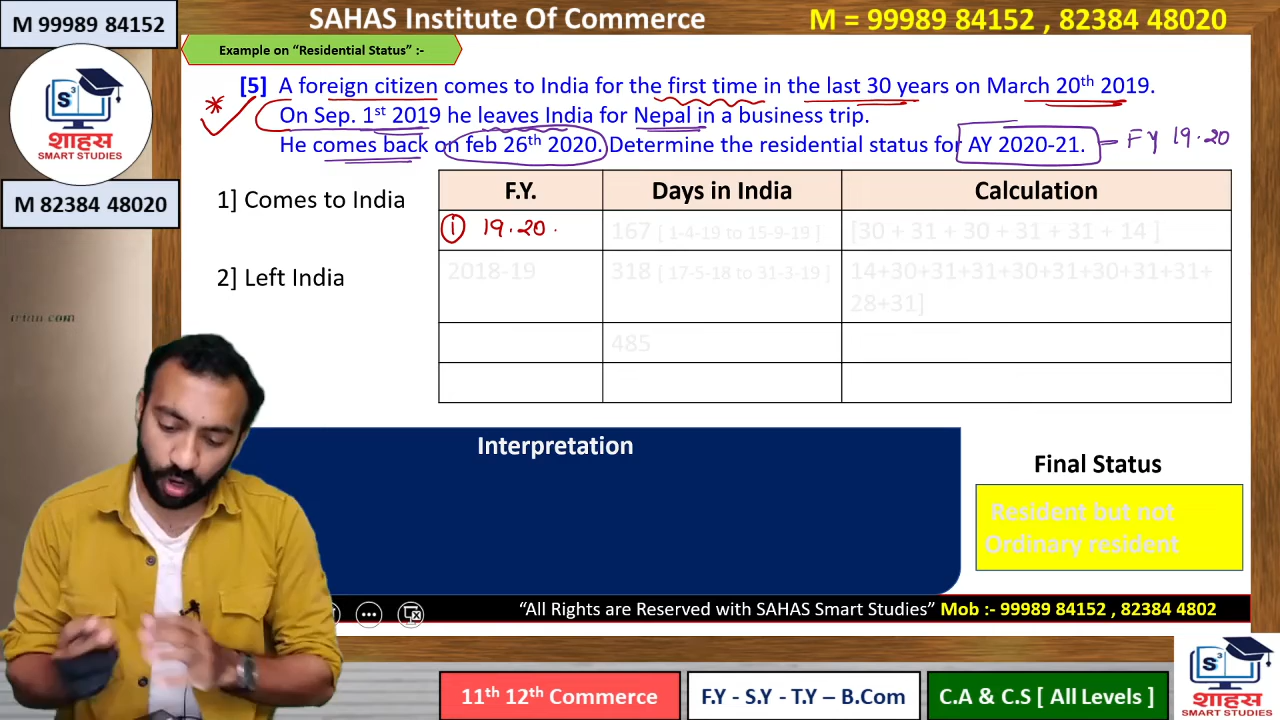 M 99989 84152
SAHAS Institute Of Commerce
M = 99989 84152 , 82384 48020
Example on “Residential Status” :-
S³
शाहस
SMART STUDIES
M 82384 48020
[5] A foreign citizen comes to India for the first time in the last 30 years on March 20th 2019.
On Sep. 1st 2019 he leaves India for Nepal in a business trip.
He comes back on feb 26th 2020. Determine the residential status for AY 2020-21. – FY 19.20
1] Comes to India
2] Left India
F.Y. Days in India Calculation
i 19.20. 167 [ 1-4-19 to 15-9-19 ] [30 + 31 + 30 + 31 + 31 + 14 ]
2018-19 318 [ 17-5-18 to 31-3-19 ] 14+30+31+31+30+31+30+31+31+
28+31]
485
Interpretation
Final Status
Resident but not
Ordinary resident
“All Rights are Reserved with SAHAS Smart Studies” Mob :- 99989 84152 , 82384 4802
11th 12th Commerce
F.Y - S.Y - T.Y – B.Com
C.A & C.S [ All Levels ]
S³
शाहस
SMART STUDIES